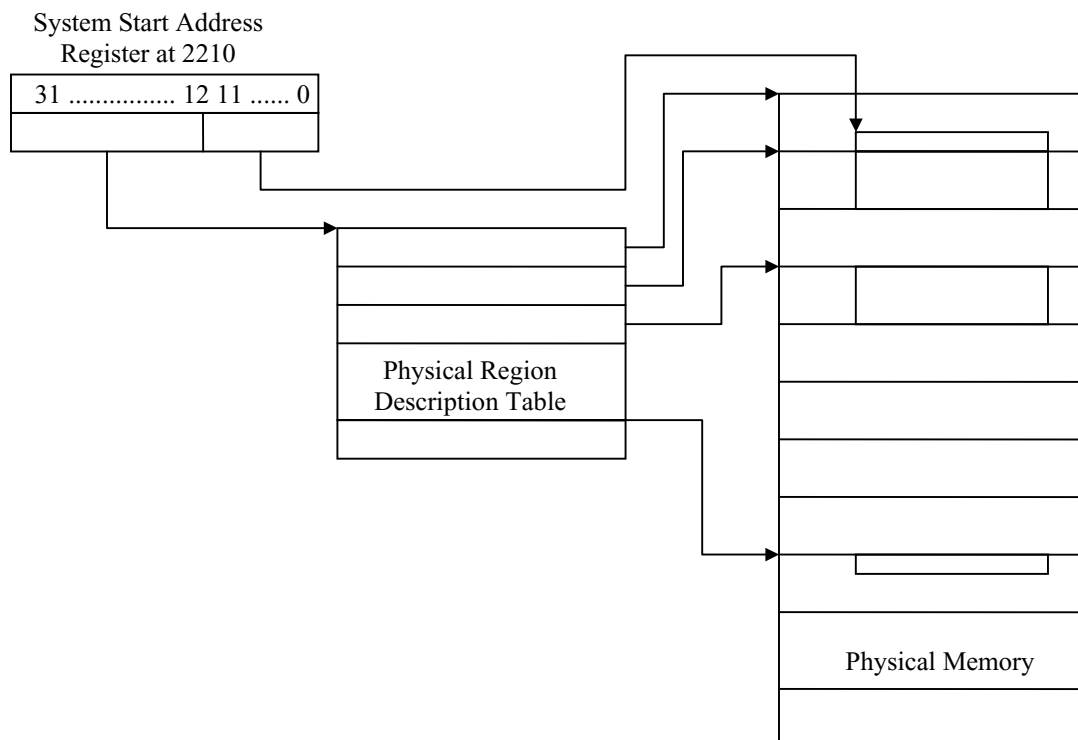 System Start Address
Register at 2210
31 ................ 12 11 ...... 0
Physical Region
Description Table
Physical Memory